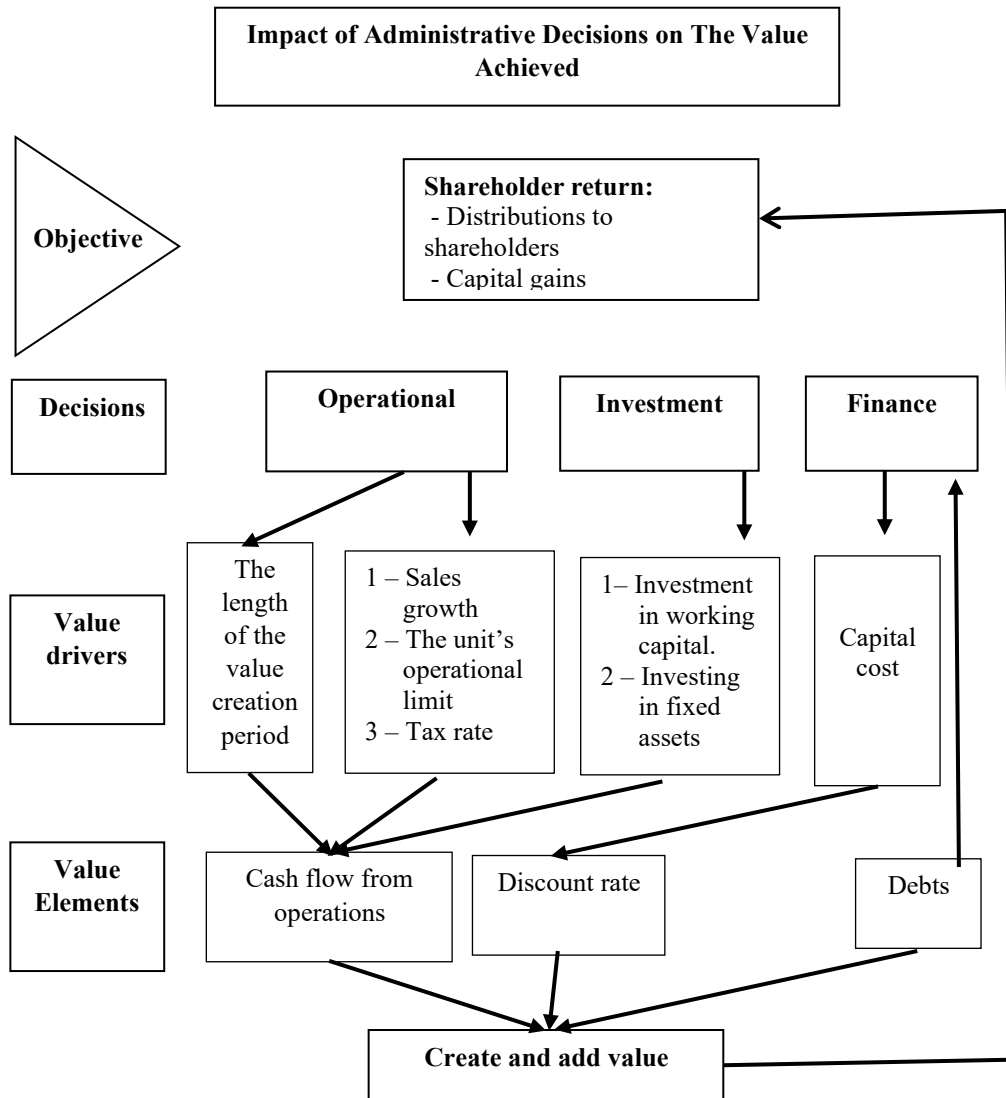 Impact of Administrative Decisions on The Value
Achieved
Objective
Shareholder return:
- Distributions to
shareholders
- Capital gains
Decisions
Operational
Investment
Finance
Value
drivers
The
length
of the
value
creation
period
1 – Sales
growth
2 – The unit's
operational
limit
3 – Tax rate
1– Investment
in working
capital.
2 – Investing
in fixed
assets
Capital
cost
Value
Elements
Cash flow from
operations
Discount rate
Debts
Create and add value